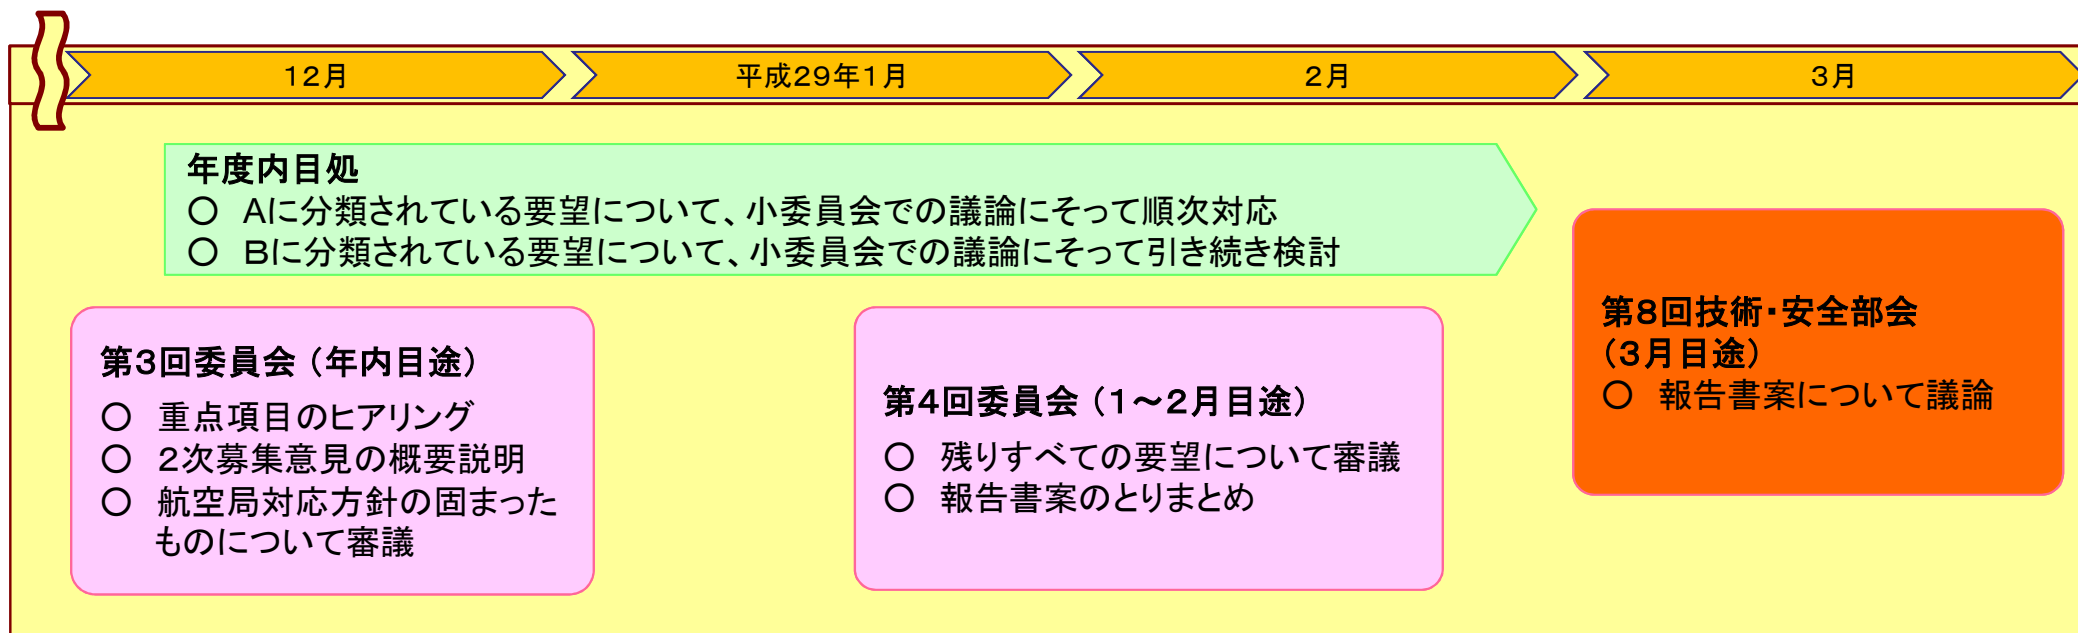 12月
平成29年1月
2月
3月
年度内目処
○ Aに分類されている要望について、小委員会での議論にそって順次対応
○ Bに分類されている要望について、小委員会での議論にそって引き続き検討
第3回委員会（年内目途）
○ 重点項目のヒアリング
○ 2次募集意見の概要説明
○ 航空局対応方針の固まった
ものについて審議
第4回委員会（1～2月目途）
○ 残りすべての要望について審議
○ 報告書案のとりまとめ
第8回技術・安全部会
（3月目途）
○ 報告書案について議論